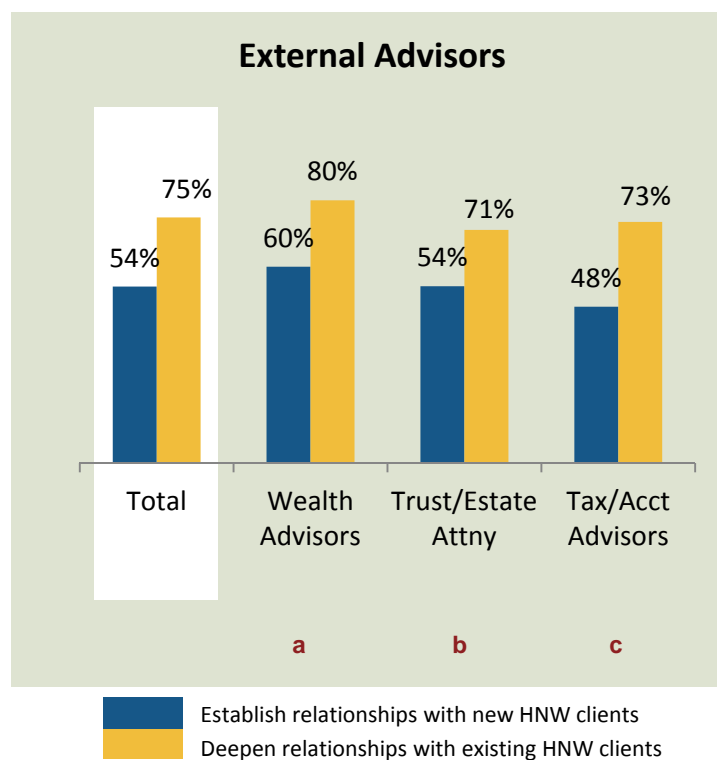 External Advisors
54%
75%
60%
80%
54%
71%
48%
73%
Total
Wealth
Advisors
Trust/Estate
Attny
Tax/Acct
Advisors
a
b
c
Establish relationships with new HNW clients
Deepen relationships with existing HNW clients